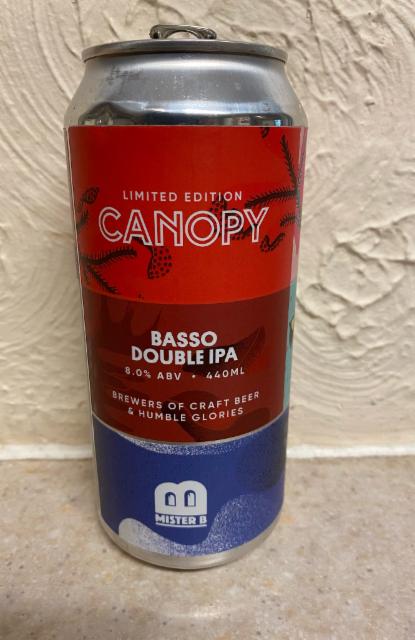 LIMITED EDITION
CANOPY
BASSO
DOUBLE IPA
8.0% ABV • 440ML
BREWERS OF CRAFT BEER
& HUMBLE GLORIES
B
MISTER B